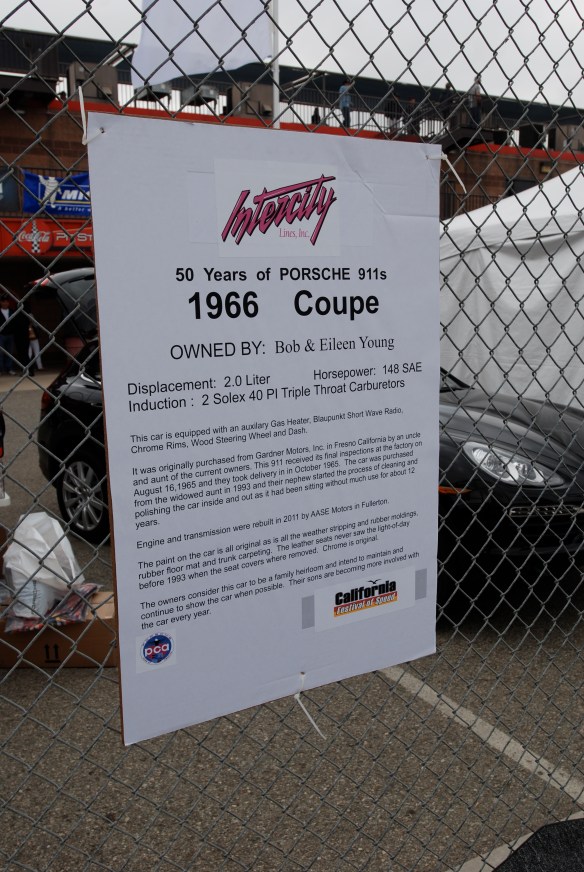 Intercity
Lines, Inc.
50 Years of PORSCHE 911s
1966 Coupe
OWNED BY: Bob & Eileen Young
Displacement: 2.0 Liter Horsepower: 148 SAE
Induction : 2 Solex 40 PI Triple Throat Carburetors
This car is equipped with an auxilary Gas Heater, Blaupunkt Short Wave Radio,
Chrome Rims, Wood Steering Wheel and Dash.
It was originally purchased from Gardner Motors, Inc. in Fresno California by an uncle
and aunt of the current owners. This 911 received its final inspections at the factory on
August 16,1965 and they took delivery in in October 1965. The car was purchased
from the widowed aunt in 1993 and their nephew started the process of cleaning and
polishing the car inside and out as it had been sitting without much use for about 12
years.
Engine and transmission were rebuilt in 2011 by AASE Motors in Fullerton.
The paint on the car is all original as is all the weather stripping and rubber moldings,
rubber floor mat and trunk carpeting. The leather seats never saw the light-of-day
before 1993 when the seat covers where removed. Chrome is original.
The owners consider this car to be a family heirloom and intend to maintain and
continue to show the car when possible. Their sons are becoming more involved with
the car every year.
California
Festival of Speed
pca
Coca-Cola